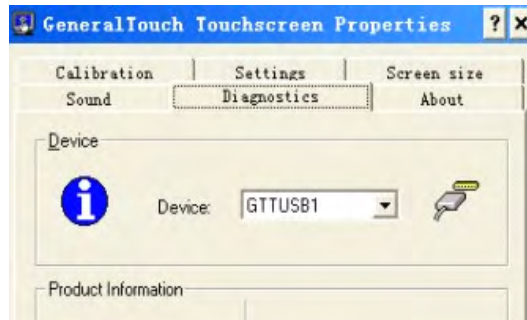 GeneralTouch Touchscreen Properties
Calibration Settings Screen size
Sound Diagnostics About
Device
Device: GTTUSB1
Product Information